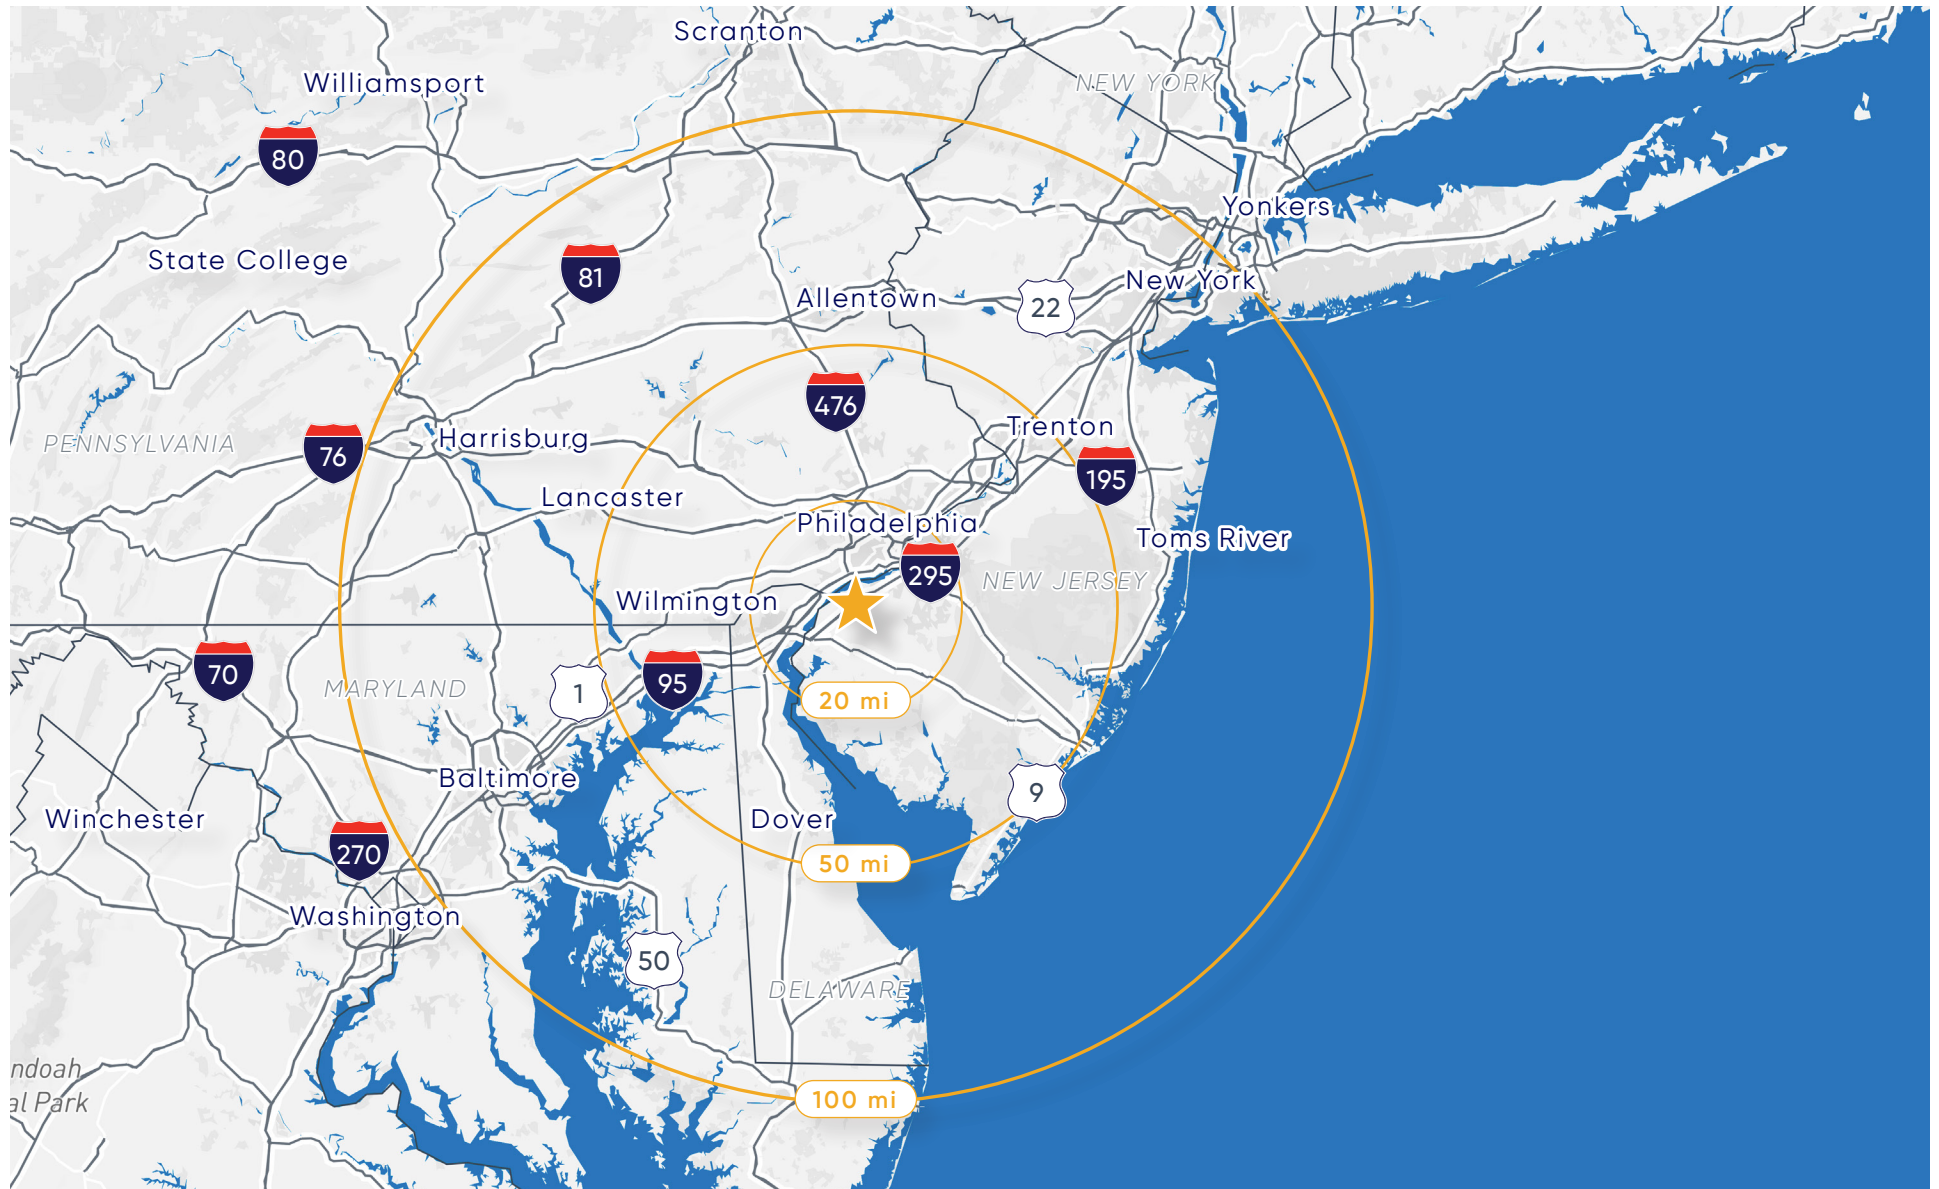 Scranton
Williamsport
NEW YORK
80
Yonkers
State College
81
New York
Allentown
22
476
Trenton
PENNSYLVANIA
Harrisburg
76
195
Lancaster
Philadelphia
Toms River
295
NEW JERSEY
Wilmington
70
MARYLAND
1
95
20 mi
Baltimore
9
Winchester
Dover
270
50 mi
Washington
50
DELAWARE
ndoah
al Park
100 mi